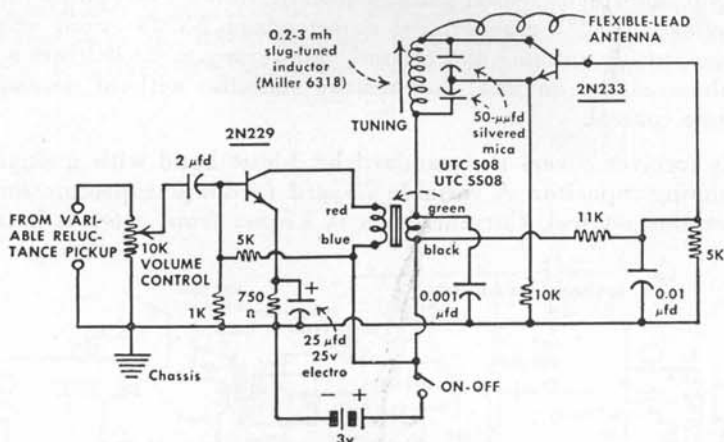 0.2-3 mh
slug-tuned
inductor
(Miller 6318)
FLEXIBLE-LEAD
ANTENNA
2N233
TUNING
50-μμfd
silvered
mica
2N229
2 μfd
UTC SO8
UTC SSO8
red
green
blue
black
FROM VARI-
ABLE RELUC-
TANCE PICKUP
10K
VOLUME
CONTROL
5K
11K
5K
1K
750
Ω
+
25 μfd
25v
electro
0.001
μfd
10K
0.01
μfd
Chassis
ON-OFF
− +
3v